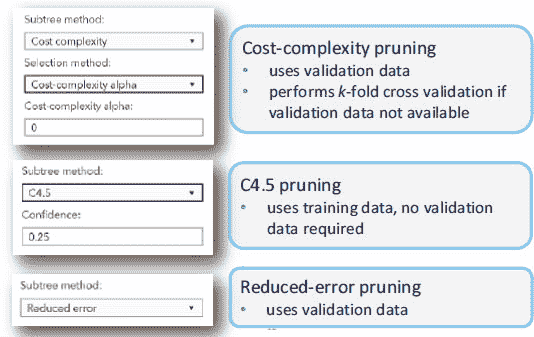 Subtree method:
Cost complexity
Selection method:
Cost-complexity alpha
Cost-complexity alpha:
0
Cost-complexity pruning
• uses validation data
• performs k-fold cross validation if
validation data not available
Subtree method:
C4.5
Confidence:
0.25
C4.5 pruning
• uses training data, no validation
data required
Subtree method:
Reduced error
Reduced-error pruning
• uses validation data